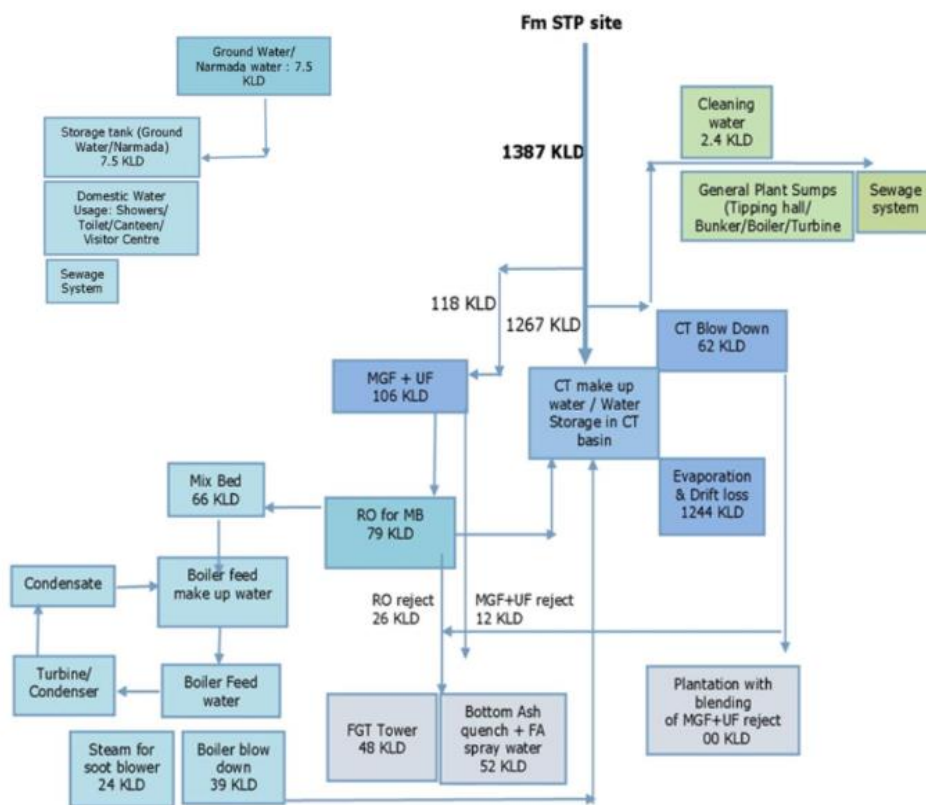 Fm STP site
Ground Water/
Narmada water : 7.5
KLD
Storage tank (Ground
Water/Narmada)
7.5 KLD
Domestic Water
Usage: Showers/
Toilet/Canteen/
Visitor Centre
Sewage
System
1387 KLD
Cleaning
water
2.4 KLD
General Plant Sumps
(Tipping hall/
Bunker/Boiler/Turbine
Sewage
system
118 KLD
1267 KLD
CT Blow Down
62 KLD
MGF + UF
106 KLD
CT make up
water / Water
Storage in CT
basin
Evaporation
& Drift loss
1244 KLD
Mix Bed
66 KLD
RO for MB
79 KLD
Condensate
Boiler feed
make up water
RO reject
26 KLD
MGF+UF reject
12 KLD
Turbine/
Condenser
Boiler Feed
water
Steam for
soot blower
24 KLD
Boiler blow
down
39 KLD
FGT Tower
48 KLD
Bottom Ash
quench + FA
spray water
52 KLD
Plantation with
blending
of MGF+UF reject
00 KLD